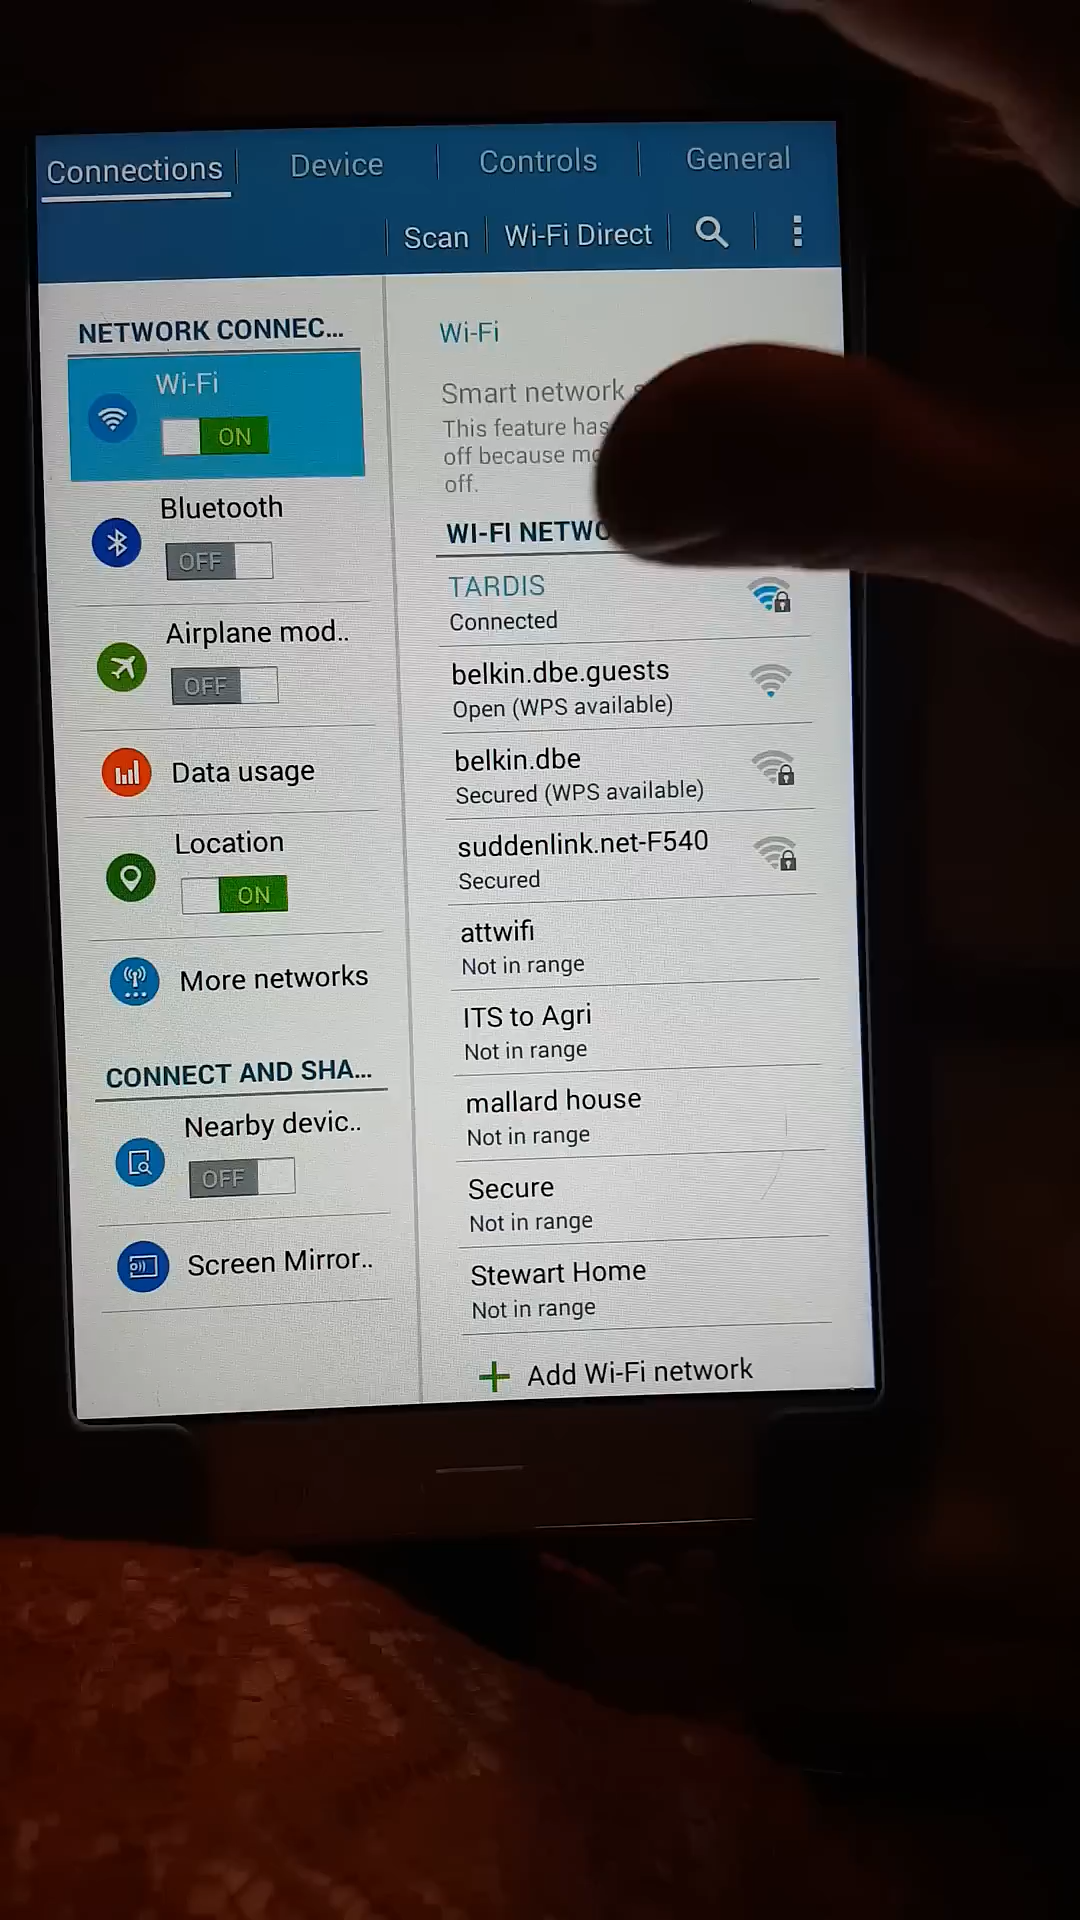 Connections
Device
Controls
General
Scan
Wi-Fi Direct
NETWORK CONNEC...
Wi-Fi
ON
Bluetooth
OFF
Airplane mod..
OFF
Data usage
Location
ON
More networks
CONNECT AND SHA...
Nearby devic..
OFF
Screen Mirror..
Wi-Fi
Smart network
This feature has
off because
off.
WI-FI
TARDIS
Connected
belkin.dbe.guests
Open (WPS available)
belkin.dbe
Secured (WPS available)
suddenlink.net-F540
Secured
attwifi
Not in range
ITS to Agri
Not in range
mallard house
Not in range
Secure
Not in range
Stewart Home
Not in range
Add Wi-Fi network